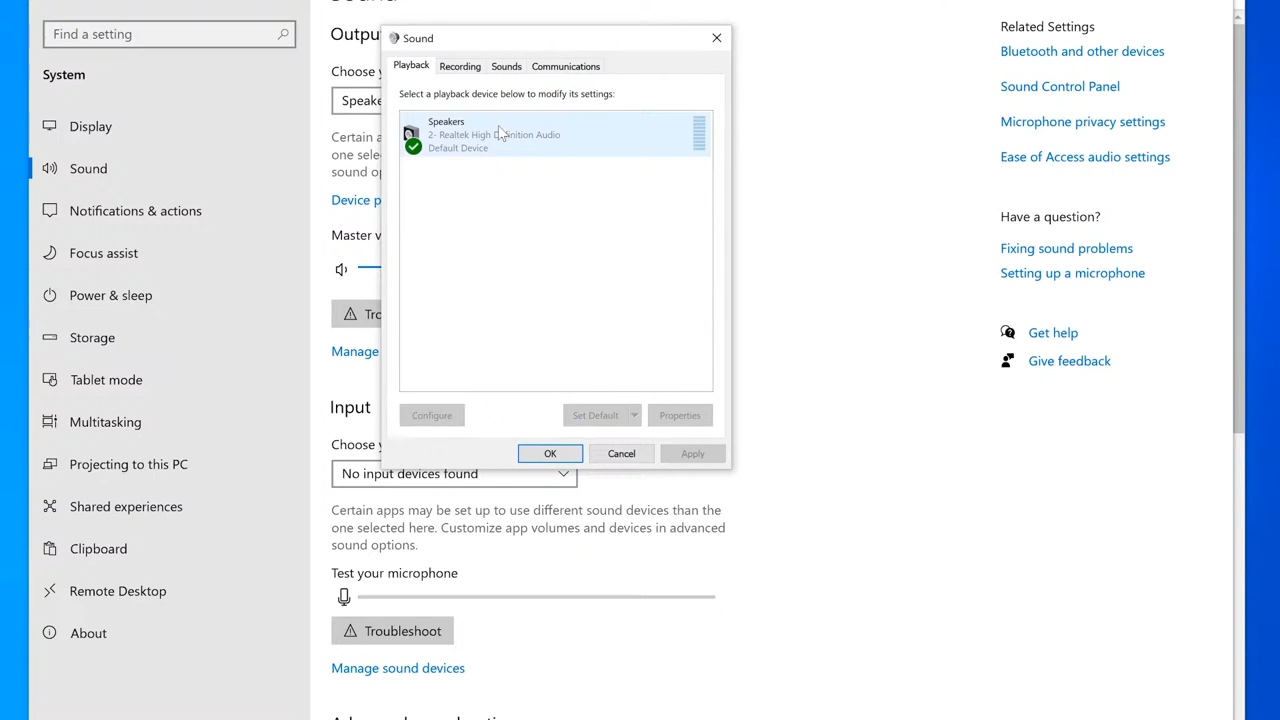 Find a setting
System
Display
Sound
Notifications & actions
Focus assist
Power & sleep
Storage
Tablet mode
Multitasking
Projecting to this PC
Shared experiences
Clipboard
Remote Desktop
About
Sound
Playback
Recording
Sounds
Communications
Select a playback device below to modify its settings:
Speakers
2- Realtek High Definition Audio
Default Device
Configure
Set Default
Properties
OK
Cancel
Apply
Input
No input devices found
Certain apps may be set up to use different sound devices than the
one selected here. Customize app volumes and devices in advanced
sound options.
Test your microphone
Troubleshoot
Manage sound devices
Manage
Certain
one
sound
Device
Master
Choose
Choose
Related Settings
Bluetooth and other devices
Sound Control Panel
Microphone privacy settings
Ease of Access audio settings
Have a question?
Fixing sound problems
Setting up a microphone
Get help
Give feedback